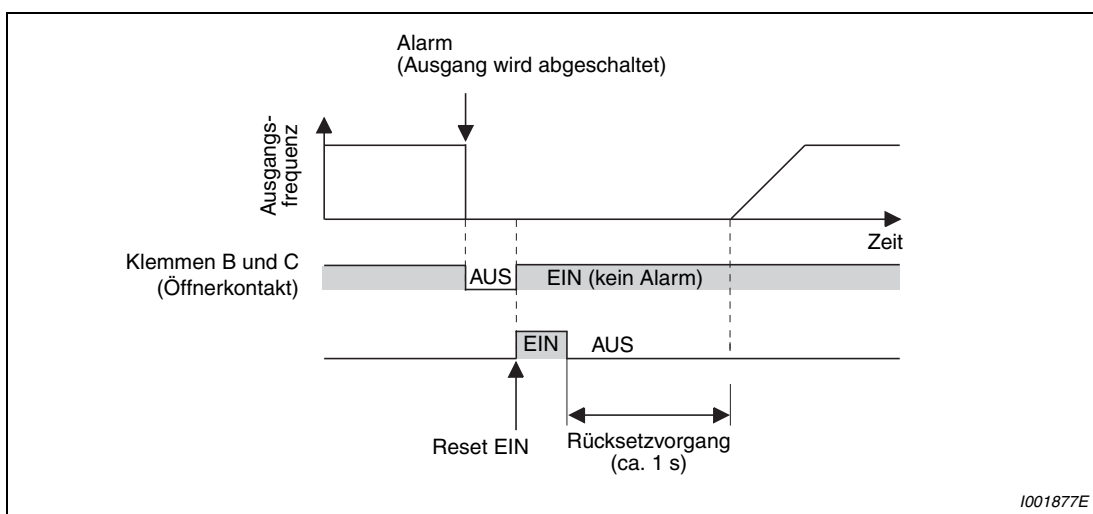 Alarm
(Ausgang wird abgeschaltet)
Ausgangs-
frequenz
Zeit
Klemmen B und C
(Öffnerkontakt)
AUS
EIN (kein Alarm)
EIN
AUS
Reset EIN
Rücksetzvorgang
(ca. 1 s)
I001877E